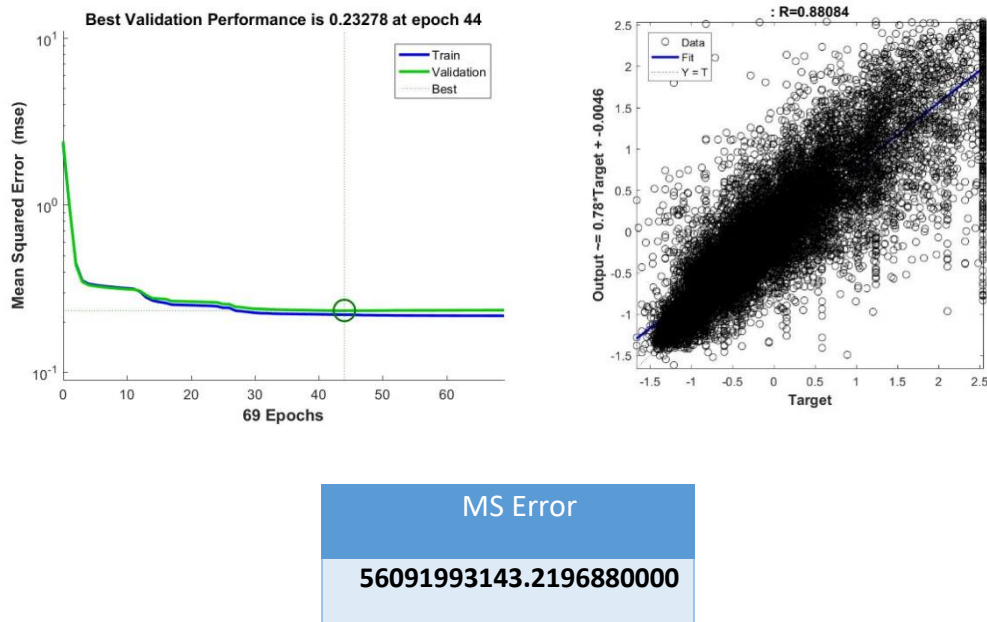 Best Validation Performance is 0.23278 at epoch 44
10^1
10^0
10^-1
Mean Squared Error (mse)
Train
Validation
Best
0 10 20 30 40 50 60
69 Epochs
: R=0.88084
2.5
2
1.5
1
0.5
0
-0.5
-1
-1.5
Output ~= 0.78*Target + -0.0046
Data
Fit
Y = T
-1.5 -1 -0.5 0 0.5 1 1.5 2 2.5
Target
MS Error
56091993143.2196880000